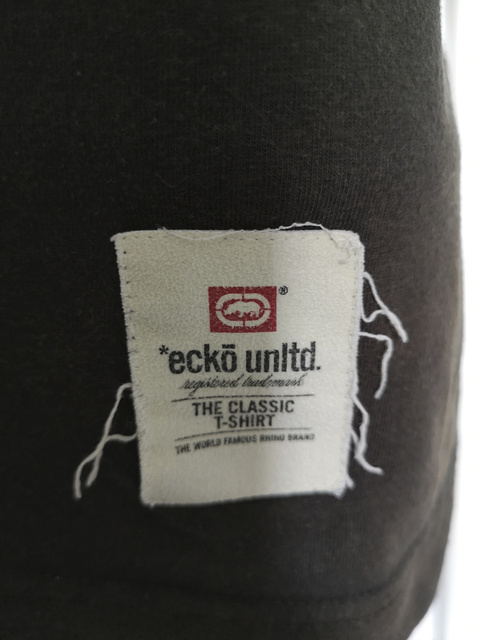 ®
*eckō unltd.
registered trademark
THE CLASSIC
T-SHIRT
THE WORLD FAMOUS RHINO BRAND